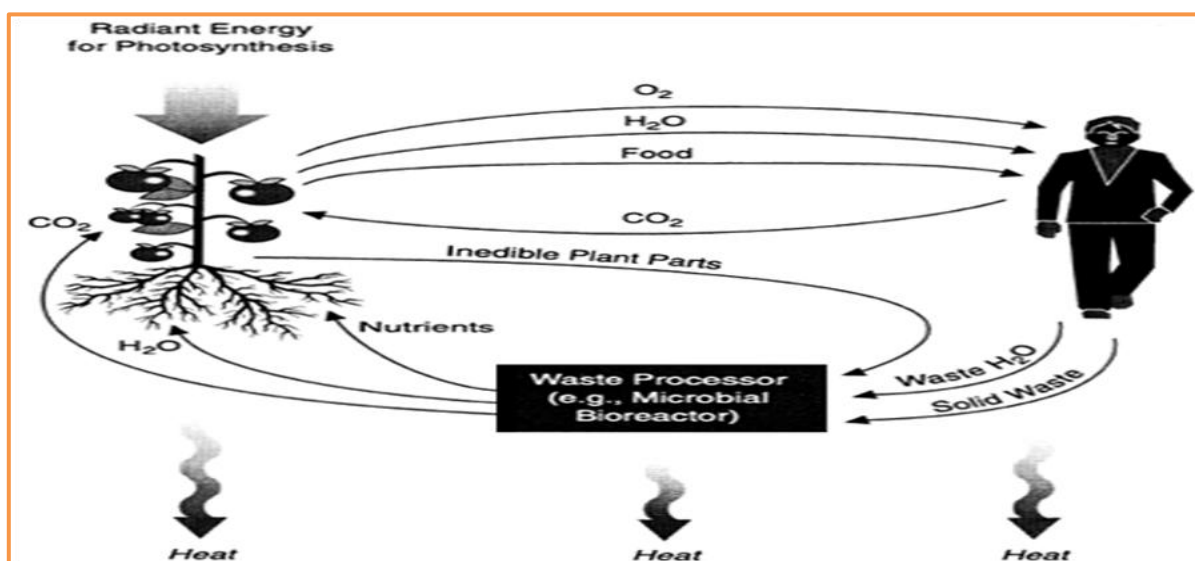 Radiant Energy
for Photosynthesis
O₂
H₂O
Food
CO₂
CO₂
Inedible Plant Parts
Nutrients
H₂O
Waste Processor
(e.g., Microbial
Bioreactor)
Waste H₂O
Solid Waste
Heat
Heat
Heat